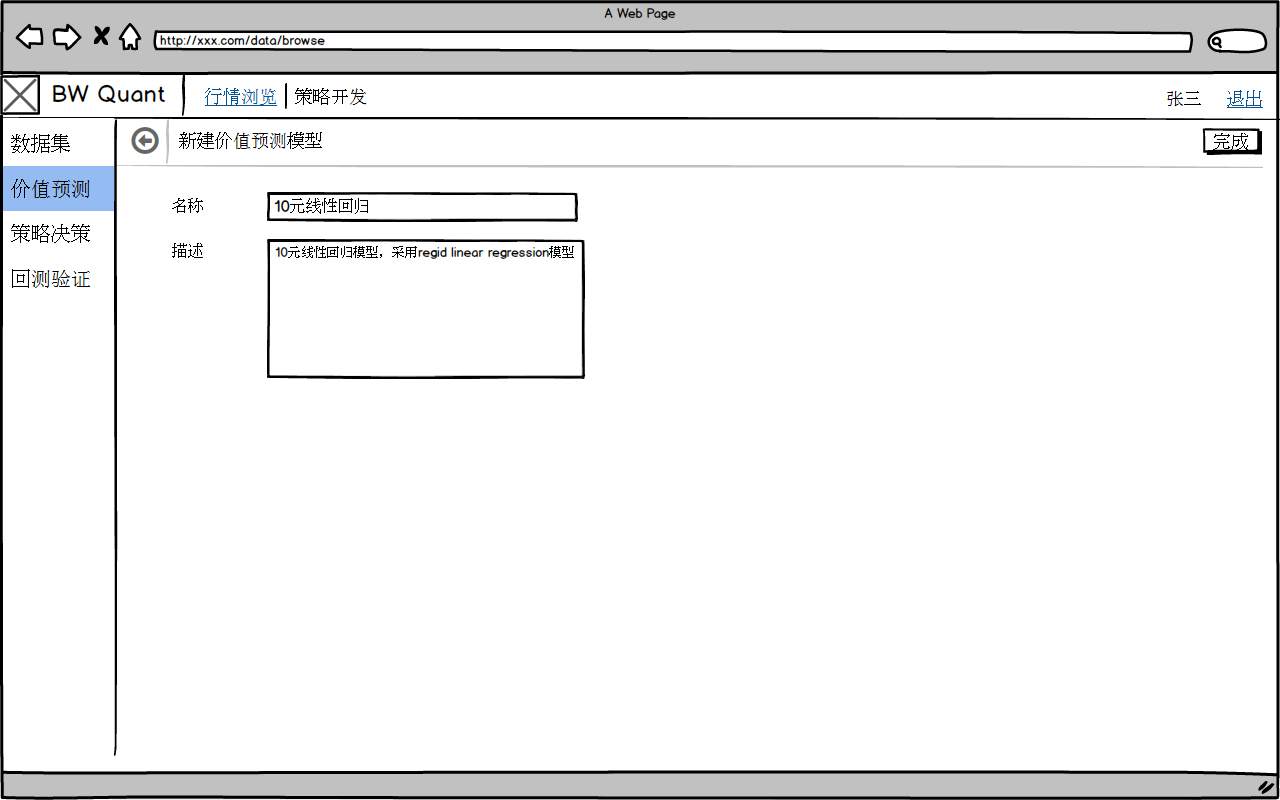 A Web Page
http://xxx.com/data/browse
BW Quant
行情浏览
策略开发
张三
退出
数据集
价值预测
策略决策
回测验证
新建价值预测模型
完成
名称
10元线性回归
描述
10元线性回归模型，采用regid linear regression模型